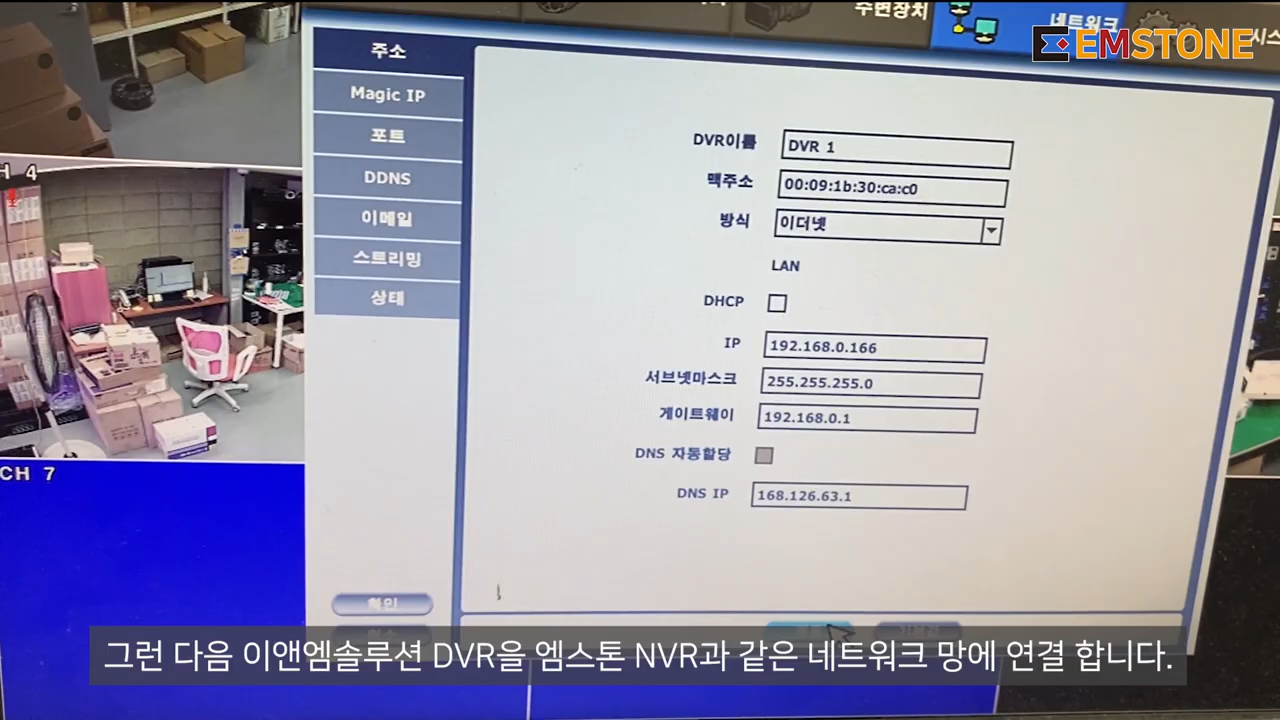 주변장치
네트워크
EMSTONE
시스
주소
Magic IP
포트
DDNS
이메일
스트리밍
상태
DVR이름
DVR 1
맥주소
00:09:1b:30:ca:c0
방식
이더넷
LAN
DHCP
IP
192.168.0.166
서브넷마스크
255.255.255.0
게이트웨이
192.168.0.1
DNS 자동할당
DNS IP
168.126.63.1
확인
H 4
CH 7
그런 다음 이앤엠솔루션 DVR을 엠스톤 NVR과 같은 네트워크 망에 연결 합니다.